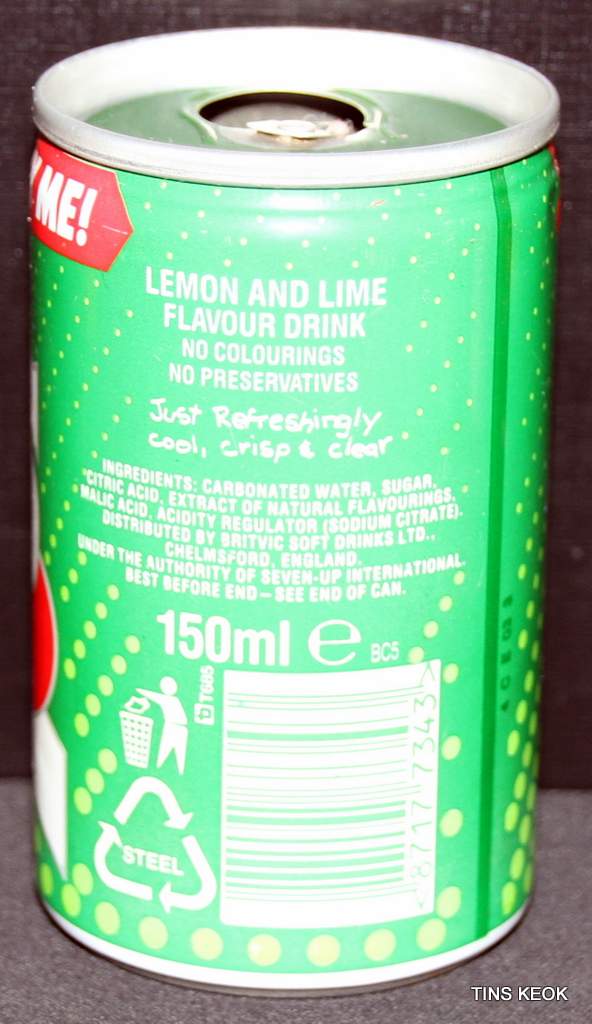 ME!
LEMON AND LIME
FLAVOUR DRINK
NO COLOURINGS
NO PRESERVATIVES
Just Refreshingly
cool, crisp & clear
INGREDIENTS: CARBONATED WATER, SUGAR,
CITRIC ACID, EXTRACT OF NATURAL FLAVOURINGS,
MALIC ACID, ACIDITY REGULATOR (SODIUM CITRATE).
DISTRIBUTED BY BRITVIC SOFT DRINKS LTD.,
CHELMSFORD, ENGLAND.
UNDER THE AUTHORITY OF SEVEN-UP INTERNATIONAL.
BEST BEFORE END – SEE END OF CAN.
150ml e BC5
T685
STEEL
<8717 7343>
TINS KEOK